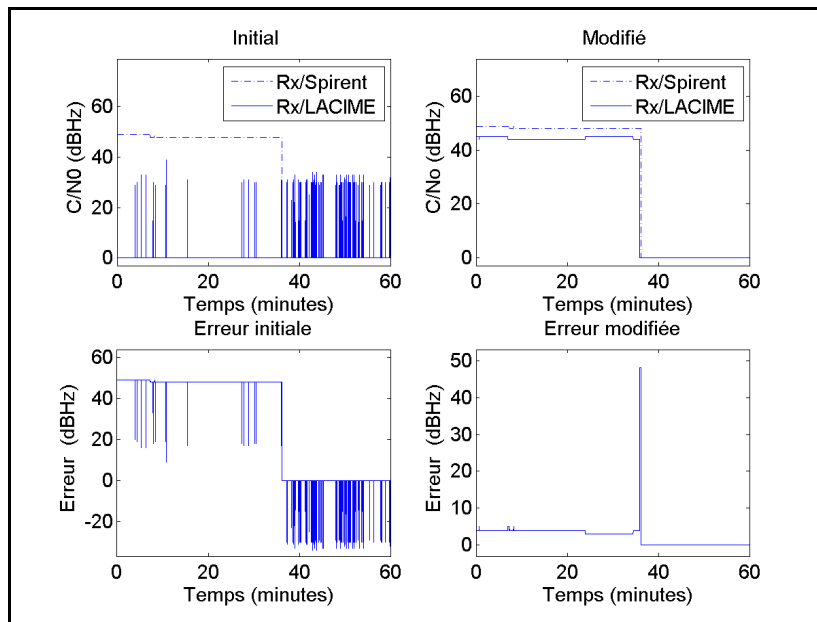 Initial
Rx/Spirent
Rx/LACIME
C/N0 (dBHz)
60
40
20
0
0 20 40 60
Temps (minutes)
Modifié
Rx/Spirent
Rx/LACIME
C/No (dBHz)
60
40
20
0
0 20 40 60
Temps (minutes)
Erreur initiale
Erreur (dBHz)
60
40
20
0
-20
0 20 40 60
Temps (minutes)
Erreur modifiée
Erreur (dBHz)
50
40
30
20
10
0
0 20 40 60
Temps (minutes)